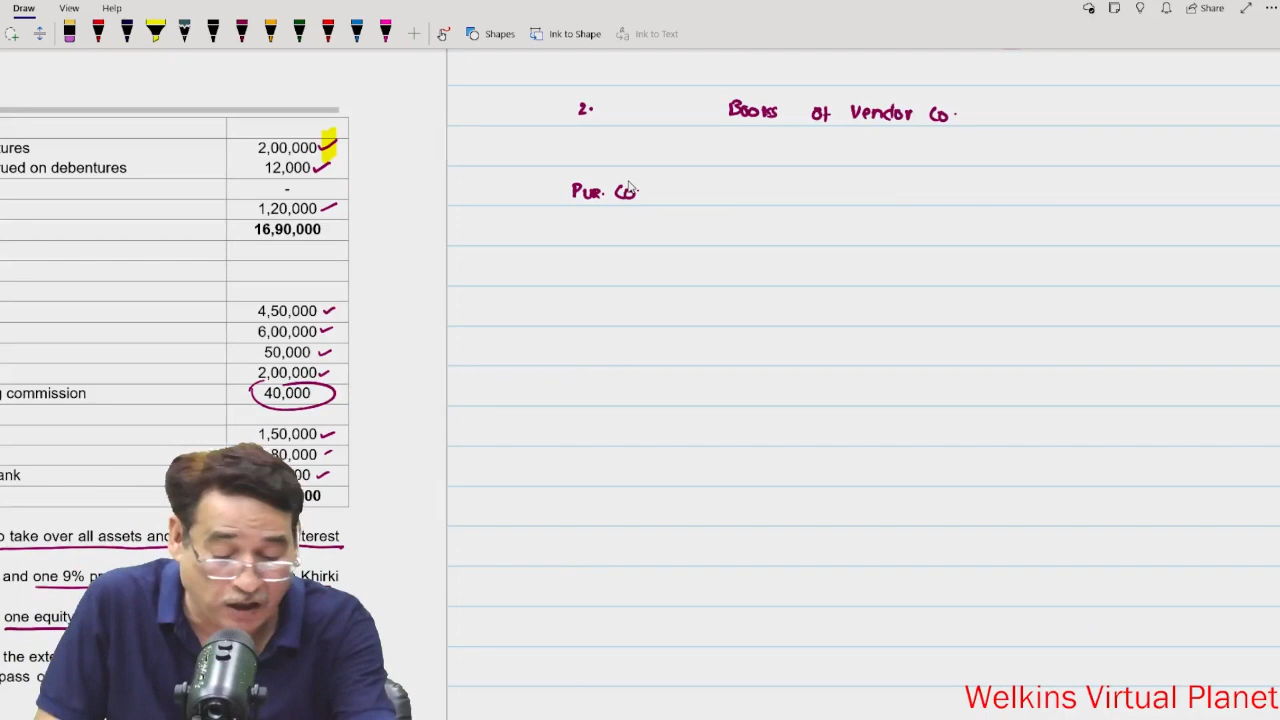 Draw View Help
Share
Shapes Ink to Shape Ink to Text
2. Books of Vendor Co.
tures 2,00,000
rued on debentures 12,000
-
Pur. Co
1,20,000
16,90,000
4,50,000
6,00,000
50,000
2,00,000
g commission 40,000
1,50,000
80,000
ank 00
00
o take over all assets and terest
and one 9% p Khirki
one equity
the exte
pass o
Welkins Virtual Planet